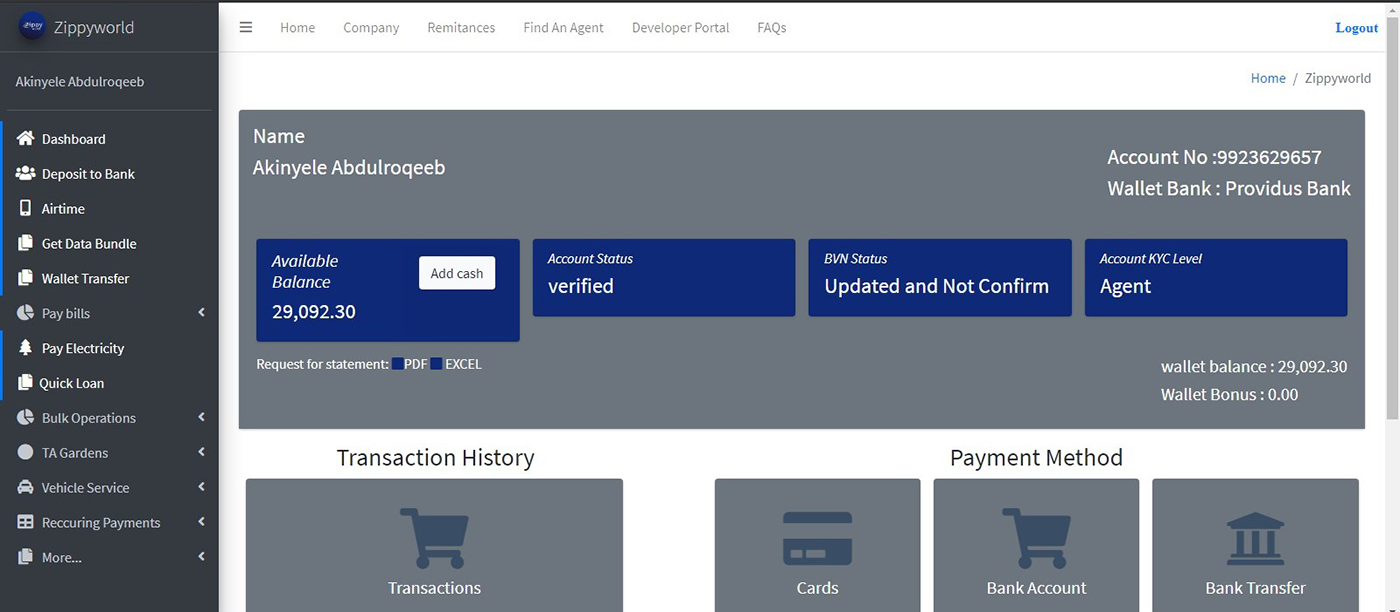 Zippy
Zippyworld
Home
Company
Remitances
Find An Agent
Developer Portal
FAQs
Logout
Akinyele Abdulroqeeb
Dashboard
Deposit to Bank
Airtime
Get Data Bundle
Wallet Transfer
Pay bills
Pay Electricity
Quick Loan
Bulk Operations
TA Gardens
Vehicle Service
Reccuring Payments
More...
Home / Zippyworld
Name
Akinyele Abdulroqeeb
Account No :9923629657
Wallet Bank : Providus Bank
Available
Balance
29,092.30
Add cash
Account Status
verified
BVN Status
Updated and Not Confirm
Account KYC Level
Agent
Request for statement: PDF EXCEL
wallet balance : 29,092.30
Wallet Bonus : 0.00
Transaction History
Transactions
Payment Method
Cards
Bank Account
Bank Transfer